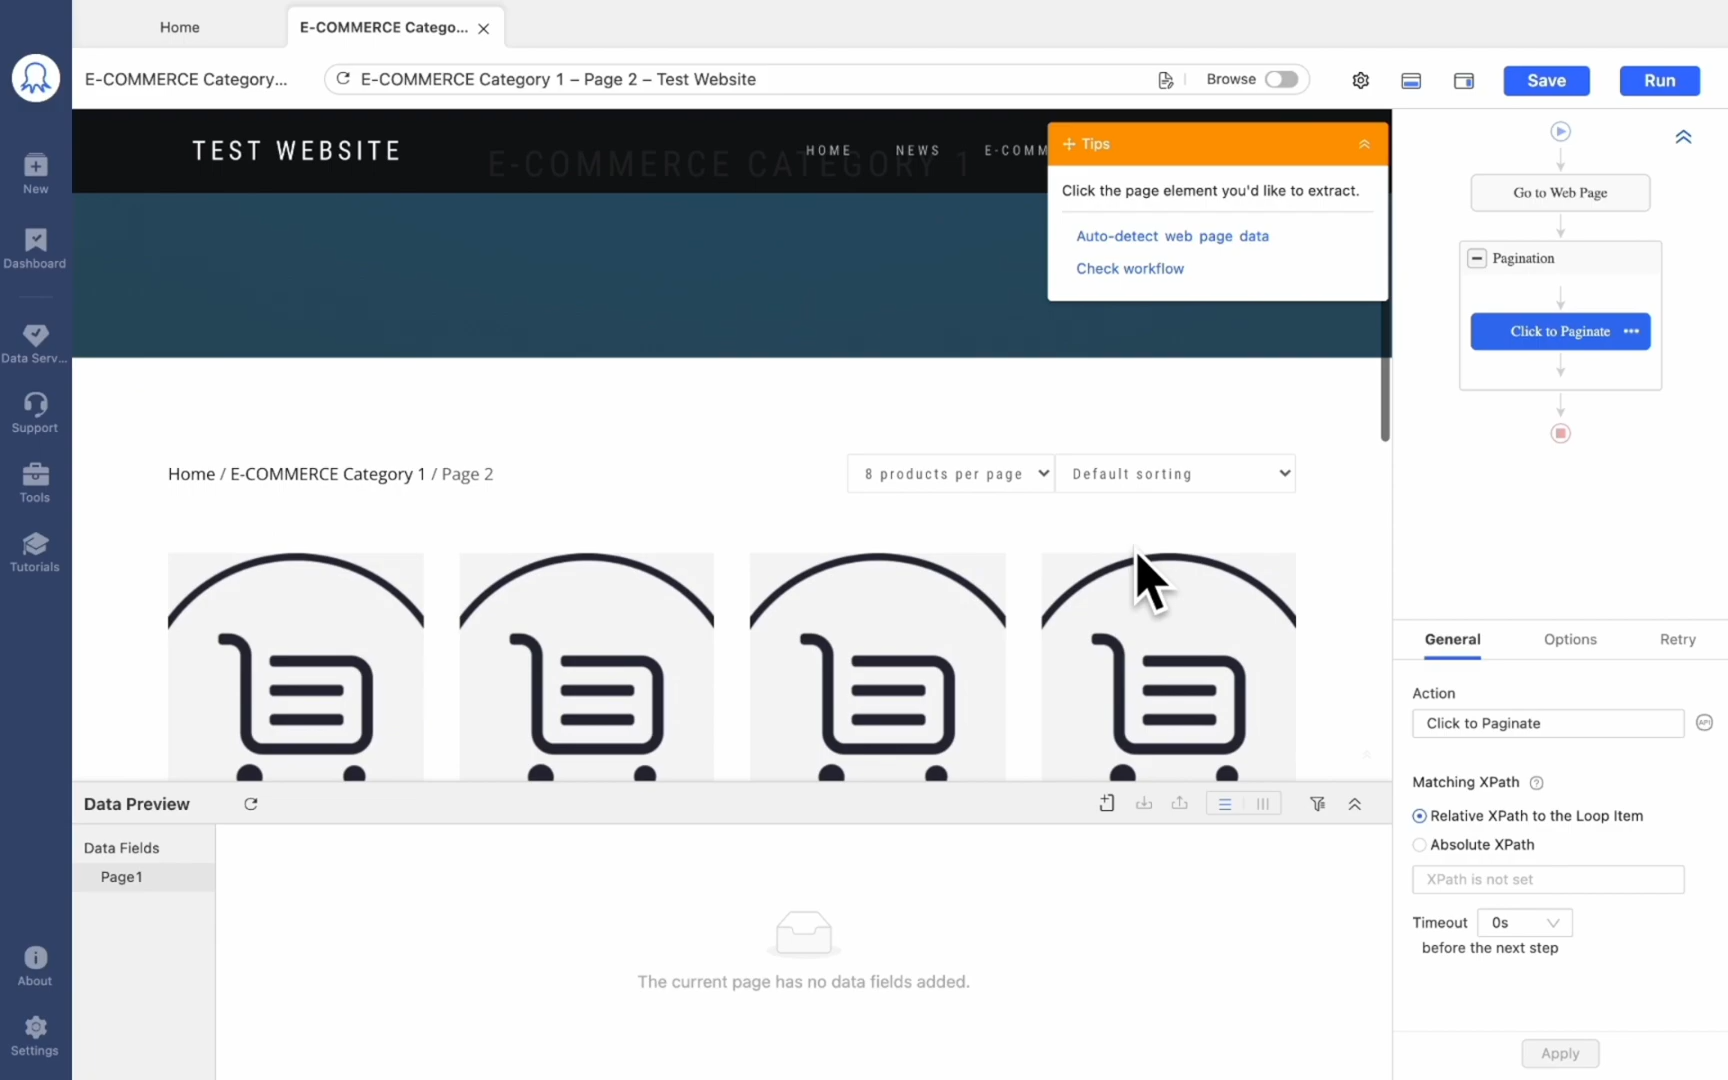 Home
E-COMMERCE Catego...
E-COMMERCE Category...
E-COMMERCE Category 1 – Page 2 – Test Website
Browse
Save
Run
New
Dashboard
Data Serv...
Support
Tools
Tutorials
About
Settings
TEST WEBSITE
E-COMMERCE CATEGORY 1
HOME
NEWS
E-COMM
Tips
Click the page element you'd like to extract.
Auto-detect web page data
Check workflow
Home / E-COMMERCE Category 1 / Page 2
8 products per page
Default sorting
Go to Web Page
Pagination
Click to Paginate
General
Options
Retry
Action
Click to Paginate
API
Matching XPath
Relative XPath to the Loop Item
Absolute XPath
XPath is not set
Timeout
0s
before the next step
Apply
Data Preview
Data Fields
Page1
The current page has no data fields added.